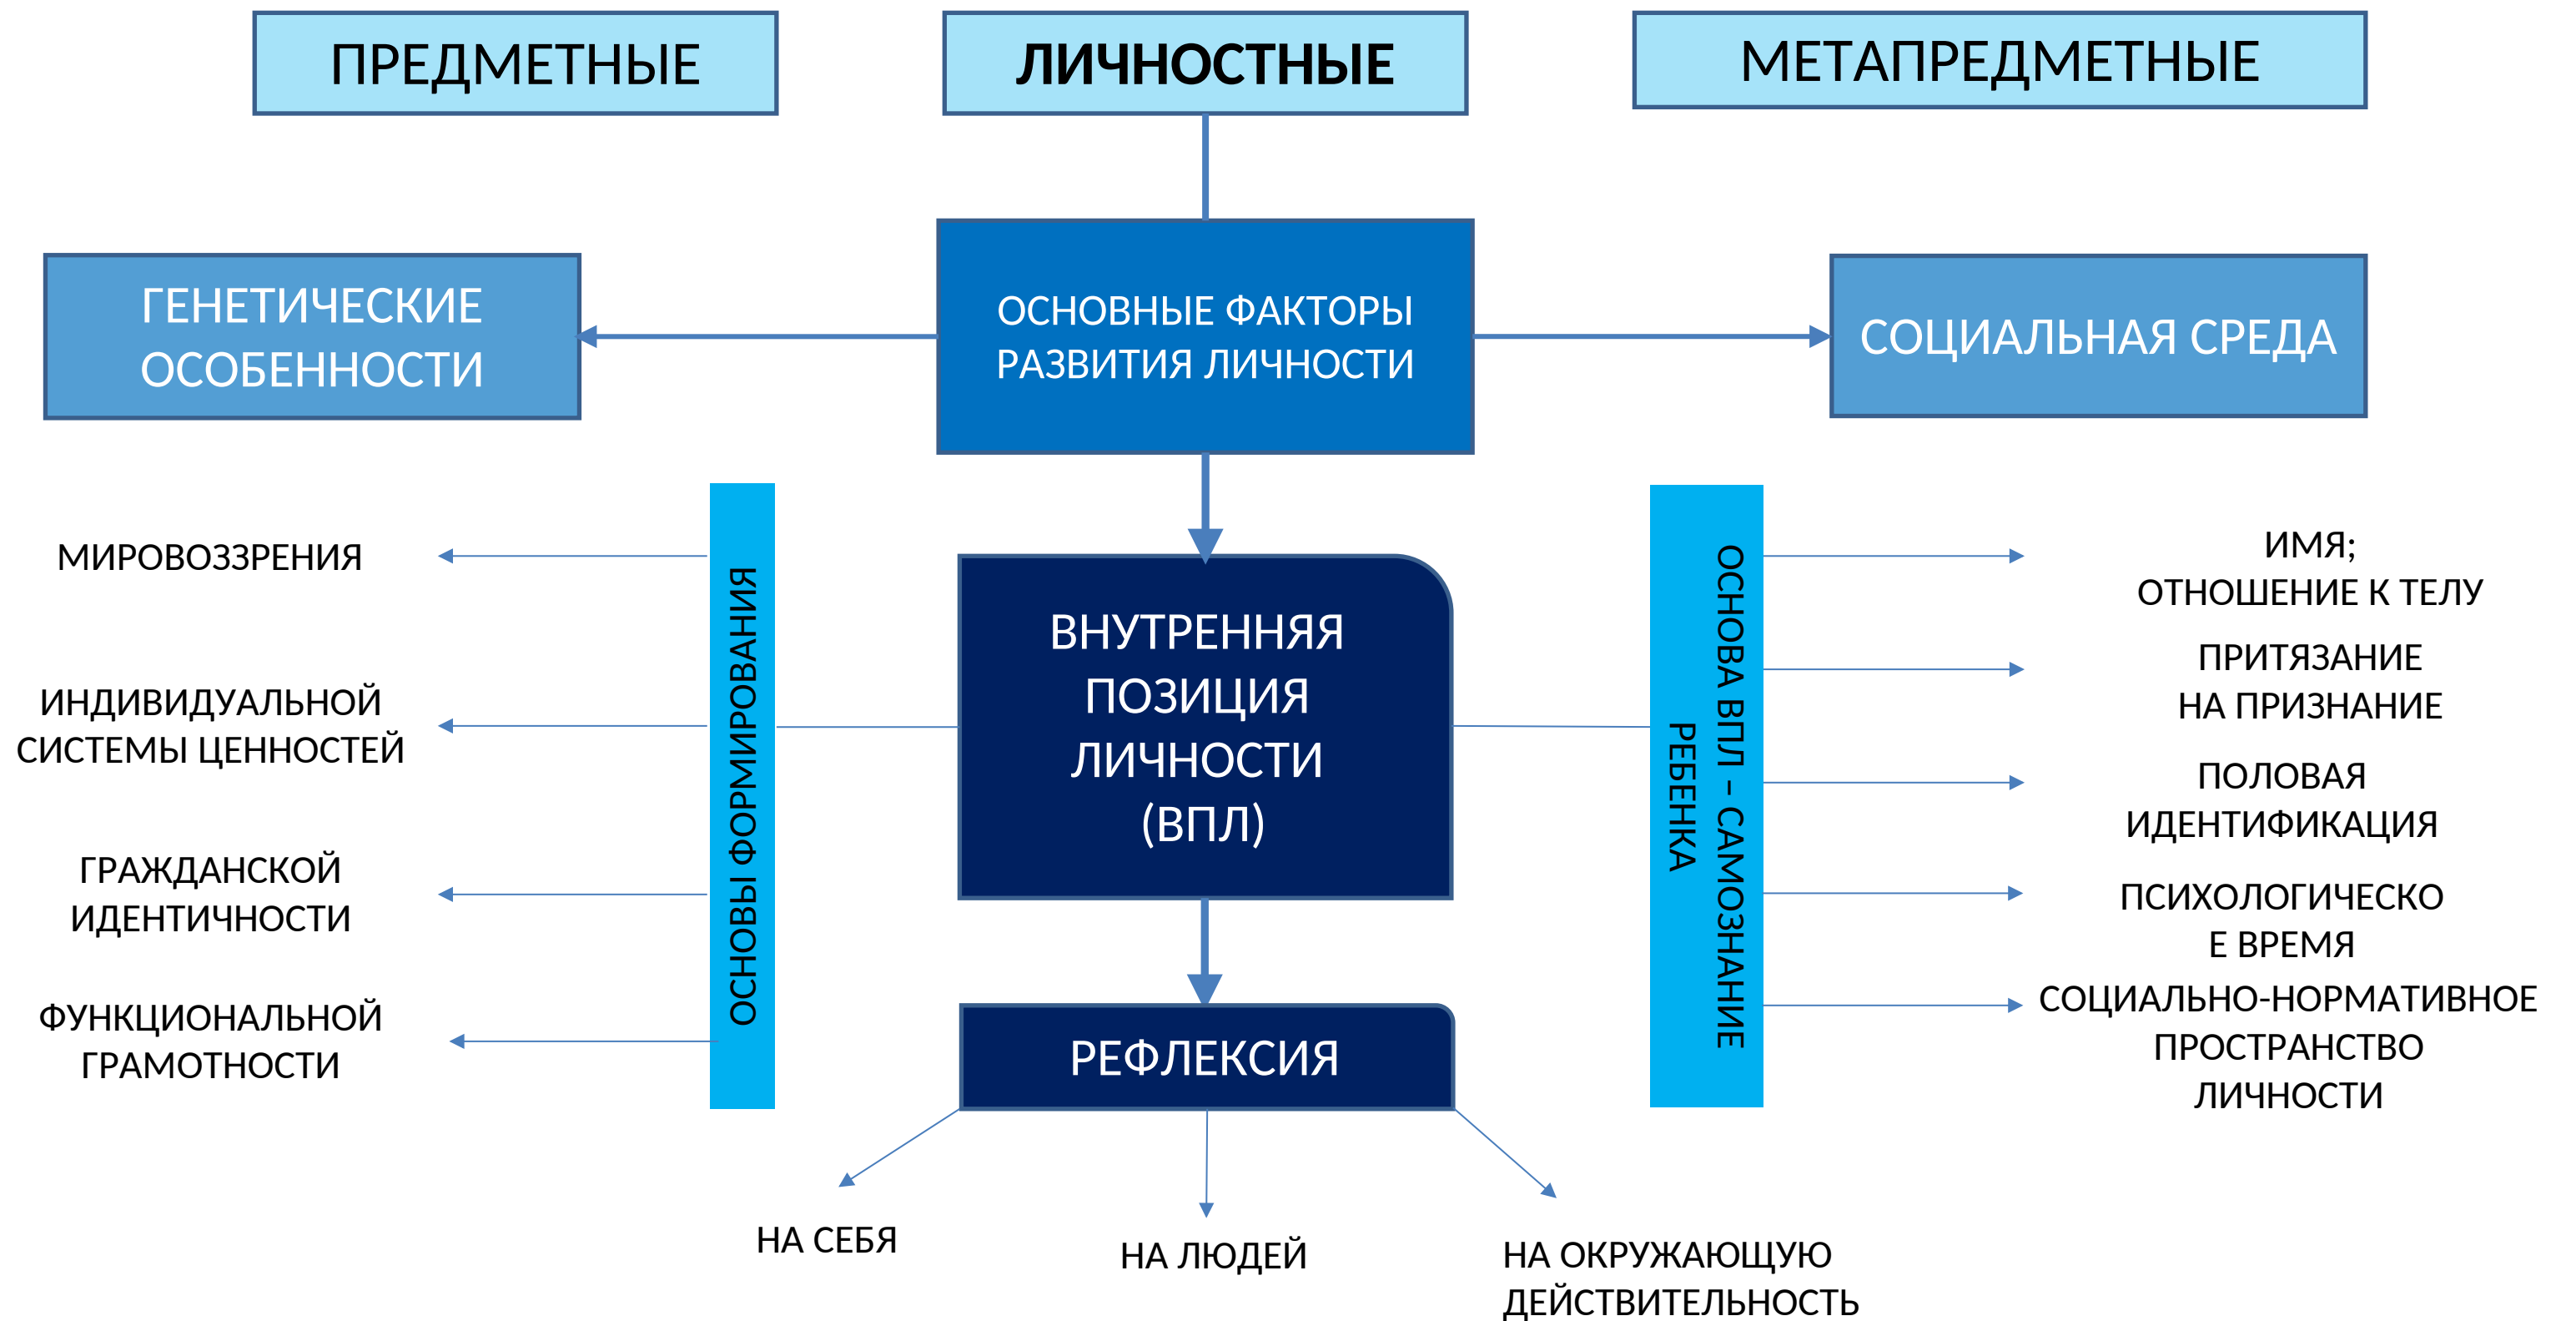 ПРЕДМЕТНЫЕ
ЛИЧНОСТНЫЕ
МЕТАПРЕДМЕТНЫЕ
ГЕНЕТИЧЕСКИЕ
ОСОБЕННОСТИ
ОСНОВНЫЕ ФАКТОРЫ
РАЗВИТИЯ ЛИЧНОСТИ
СОЦИАЛЬНАЯ СРЕДА
МИРОВОЗЗРЕНИЯ
ИНДИВИДУАЛЬНОЙ
СИСТЕМЫ ЦЕННОСТЕЙ
ГРАЖДАНСКОЙ
ИДЕНТИЧНОСТИ
ФУНКЦИОНАЛЬНОЙ
ГРАМОТНОСТИ
ОСНОВЫ ФОРМИРОВАНИЯ
ВНУТРЕННЯЯ
ПОЗИЦИЯ
ЛИЧНОСТИ
(ВПЛ)
ОСНОВА ВПЛ – САМОЗНАНИЕ
РЕБЕНКА
ИМЯ;
ОТНОШЕНИЕ К ТЕЛУ
ПРИТЯЗАНИЕ
НА ПРИЗНАНИЕ
ПОЛОВАЯ
ИДЕНТИФИКАЦИЯ
ПСИХОЛОГИЧЕСКО
Е ВРЕМЯ
СОЦИАЛЬНО-НОРМАТИВНОЕ
ПРОСТРАНСТВО
ЛИЧНОСТИ
РЕФЛЕКСИЯ
НА СЕБЯ
НА ЛЮДЕЙ
НА ОКРУЖАЮЩУЮ
ДЕЙСТВИТЕЛЬНОСТЬ